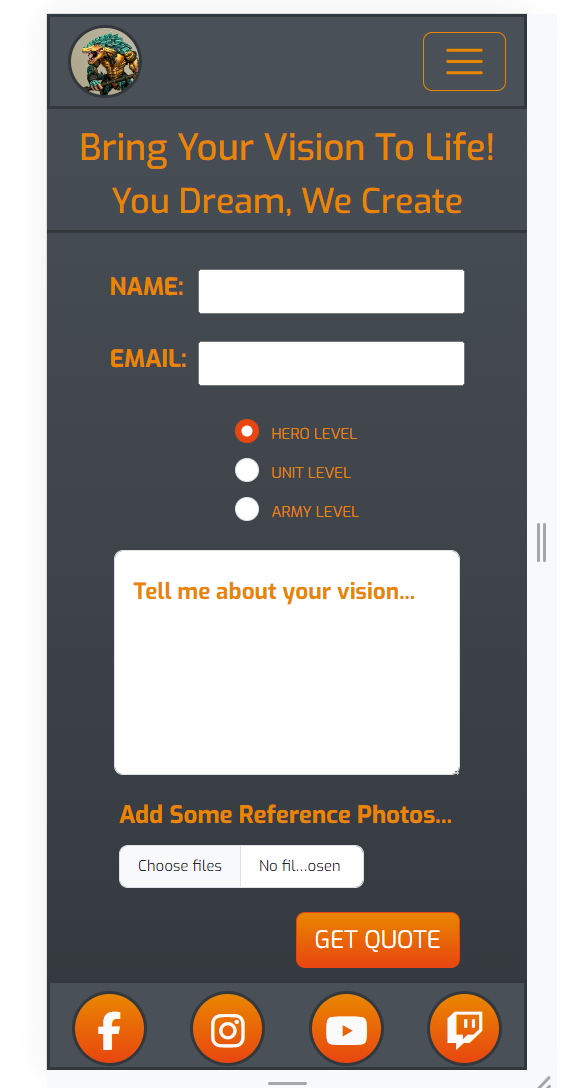 Bring Your Vision To Life!
You Dream, We Create
NAME:
EMAIL:
HERO LEVEL
UNIT LEVEL
ARMY LEVEL
Tell me about your vision...
Add Some Reference Photos...
Choose files No fil...osen
GET QUOTE